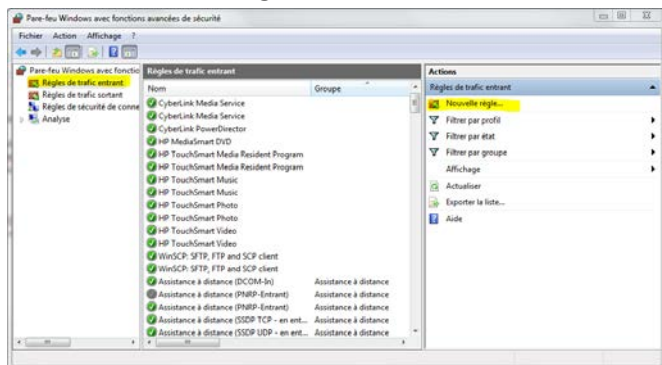 Pare-feu Windows avec fonctions avancées de sécurité
Fichier Action Affichage ?
Pare-feu Windows avec fonctio
Règles de trafic entrant
Règles de trafic sortant
Règles de sécurité de conne
Analyse
Règles de trafic entrant
Nom Groupe
CyberLink Media Service
CyberLink Media Service
CyberLink PowerDirector
HP MediaSmart DVD
HP TouchSmart Media Resident Program
HP TouchSmart Media Resident Program
HP TouchSmart Music
HP TouchSmart Music
HP TouchSmart Photo
HP TouchSmart Photo
HP TouchSmart Video
HP TouchSmart Video
WinSCP: SFTP, FTP and SCP client
WinSCP: SFTP, FTP and SCP client
Assistance à distance (DCOM-In) Assistance à distance
Assistance à distance (PNRP-Entrant) Assistance à distance
Assistance à distance (PNRP-Entrant) Assistance à distance
Assistance à distance (SSDP TCP - en ent... Assistance à distance
Assistance à distance (SSDP UDP - en ent... Assistance à distance
Actions
Règles de trafic entrant
Nouvelle règle...
Filtrer par profil
Filtrer par état
Filtrer par groupe
Affichage
Actualiser
Exporter la liste...
Aide